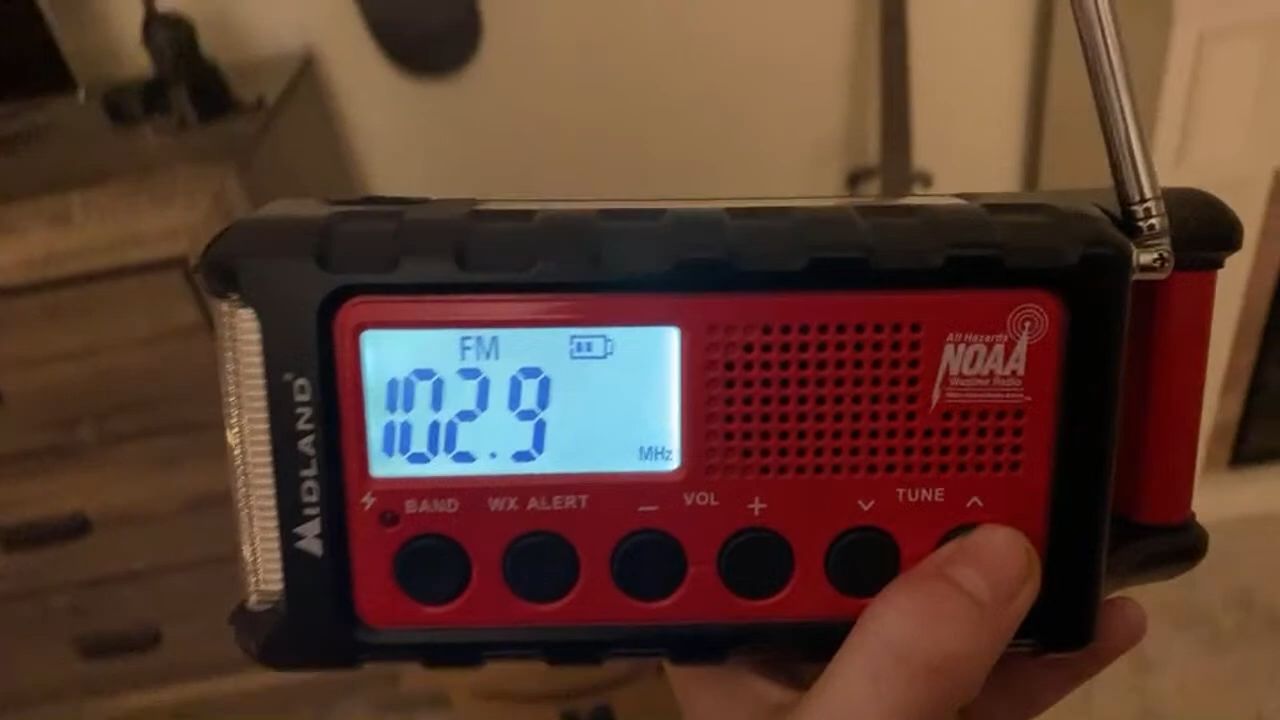 FM
102.9
MHz
MIDLAND
All Hazards
NOAA
Weather Radio
BAND
WX ALERT
− VOL +
TUNE